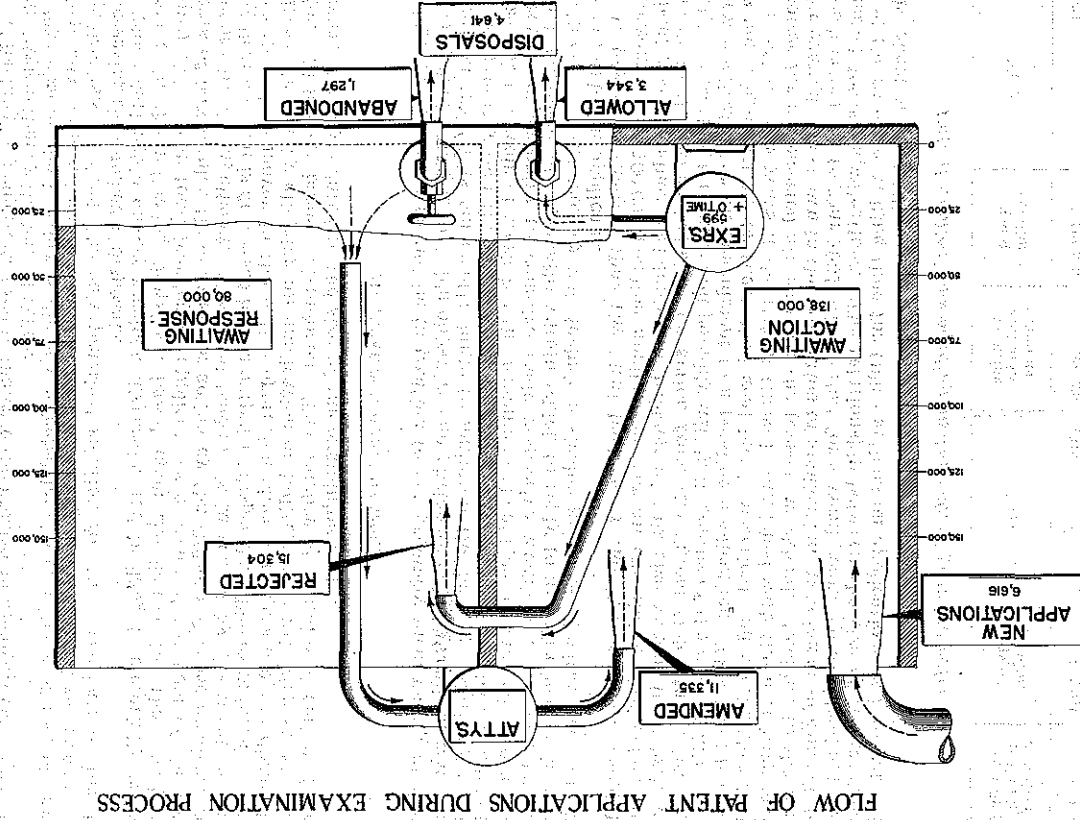 FLOW OF PATENT APPLICATIONS DURING EXAMINATION PROCESS
ATTYS.
AMENDED
11,335
NEW
APPLICATIONS
6,616
REJECTED
15,304
150,000
125,000
100,000
75,000
50,000
25,000
0
150,000
125,000
100,000
75,000
50,000
25,000
0
AWAITING
ACTION
138,000
AWAITING
RESPONSE
80,000
EXRS.
599
+ O'TIME
ALLOWED
3,344
ABANDONED
1,297
DISPOSALS
4,641